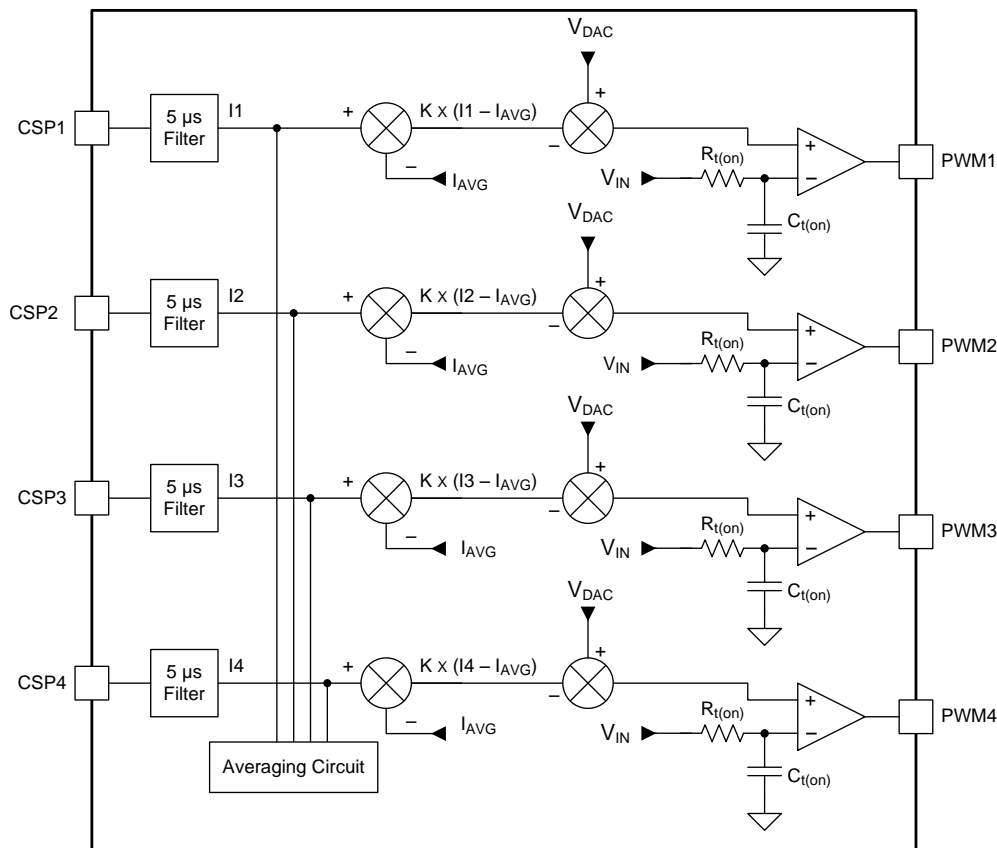 V_DAC
CSP1
5 µs
Filter
I1
+
K X (I1 – I_AVG)
+
–
–
I_AVG
V_IN
R_t(on)
+
–
C_t(on)
PWM1
V_DAC
CSP2
5 µs
Filter
I2
+
K X (I2 – I_AVG)
+
–
–
I_AVG
V_IN
R_t(on)
+
–
C_t(on)
PWM2
V_DAC
CSP3
5 µs
Filter
I3
+
K X (I3 – I_AVG)
+
–
–
I_AVG
V_IN
R_t(on)
+
–
C_t(on)
PWM3
V_DAC
CSP4
5 µs
Filter
I4
+
K X (I4 – I_AVG)
+
–
–
I_AVG
V_IN
R_t(on)
+
–
C_t(on)
PWM4
Averaging Circuit